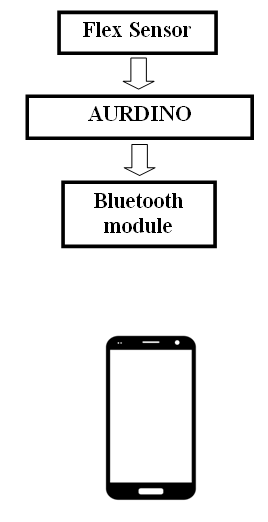 Flex Sensor
AURDINO
Bluetooth
module